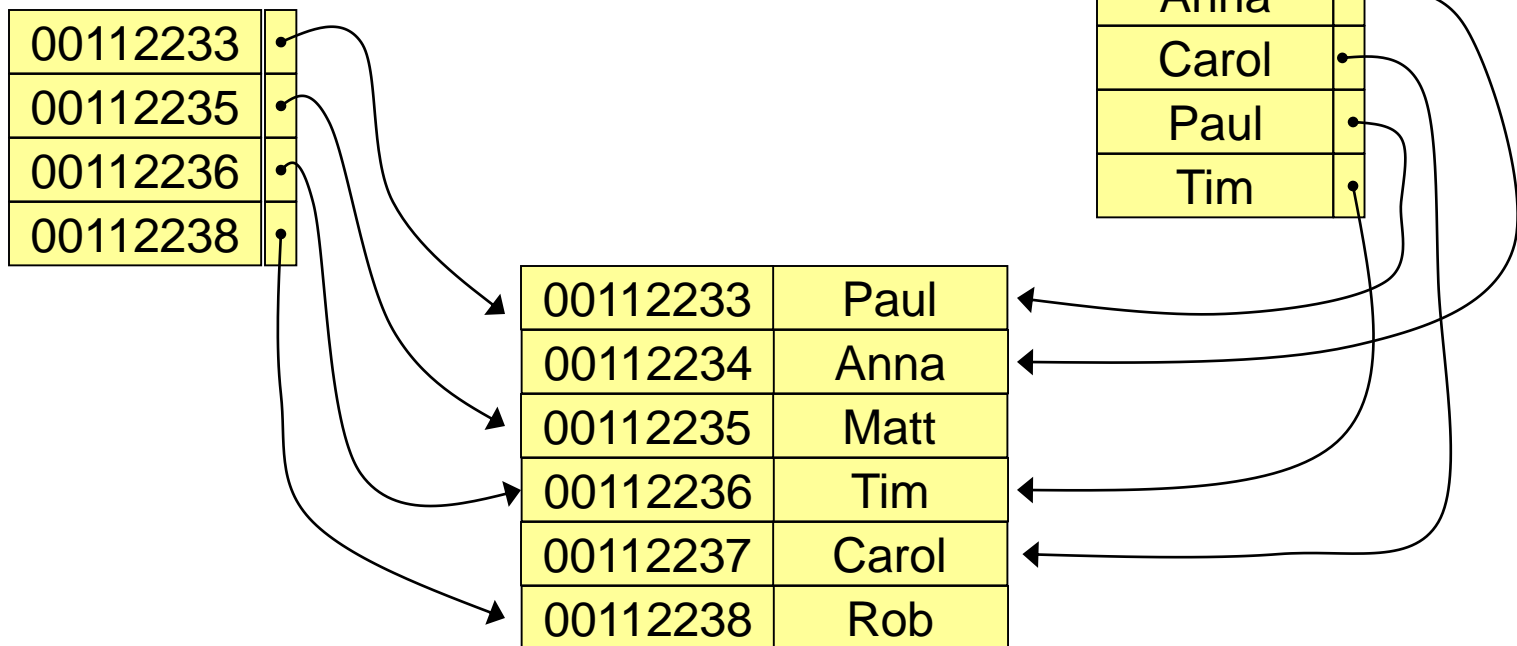 00112233
00112235
00112236
00112238
Anna
Carol
Paul
Tim
00112233 Paul
00112234 Anna
00112235 Matt
00112236 Tim
00112237 Carol
00112238 Rob